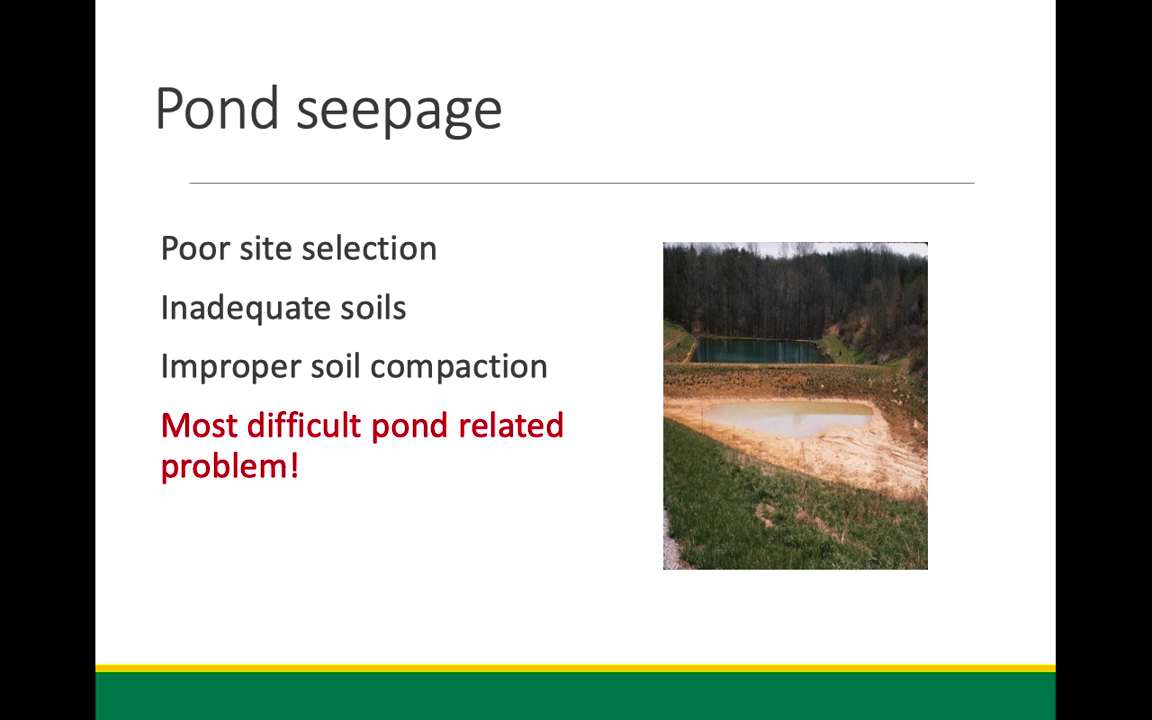 Pond seepage
Poor site selection
Inadequate soils
Improper soil compaction
Most difficult pond related
problem!